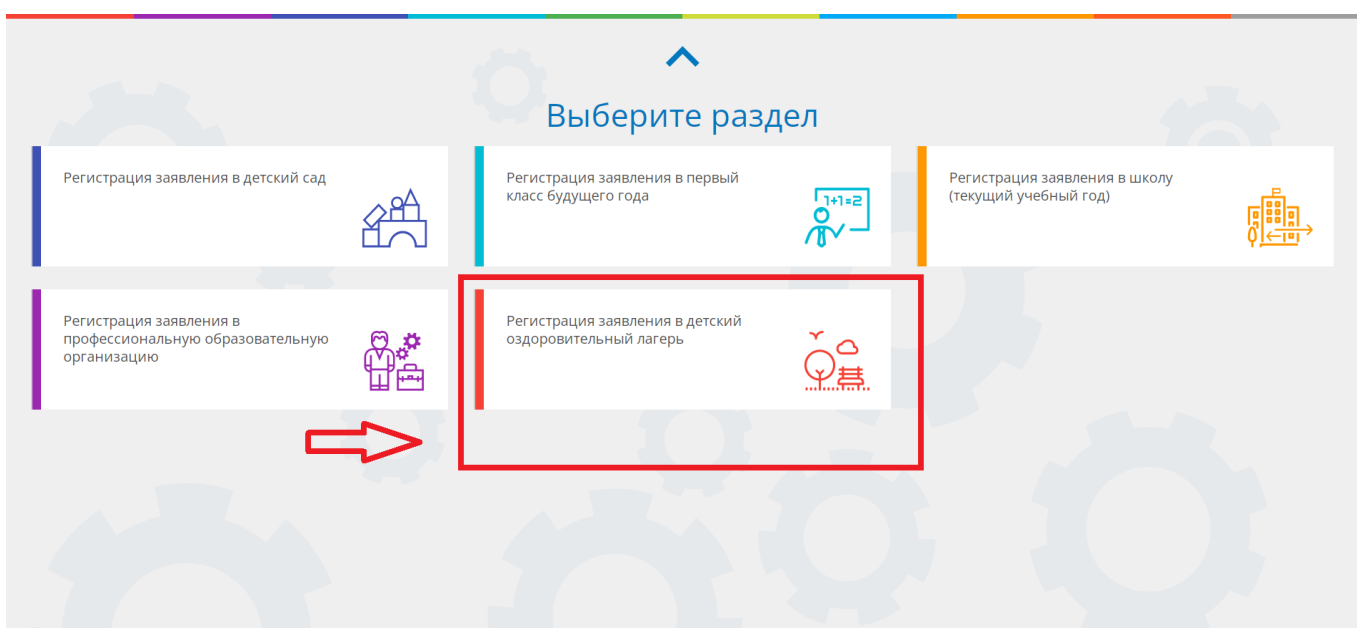 Выберите раздел
Регистрация заявления в детский сад
Регистрация заявления в первый
класс будущего года
1+1=2
Регистрация заявления в школу
(текущий учебный год)
Регистрация заявления в
профессиональную образовательную
организацию
Регистрация заявления в детский
оздоровительный лагерь